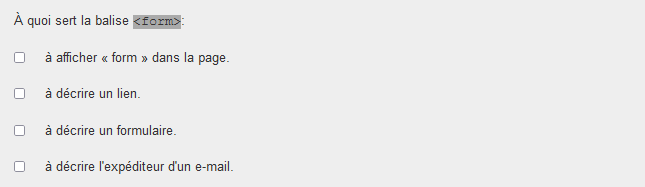 À quoi sert la balise <form>:
à afficher « form » dans la page.
à décrire un lien.
à décrire un formulaire.
à décrire l'expéditeur d'un e-mail.